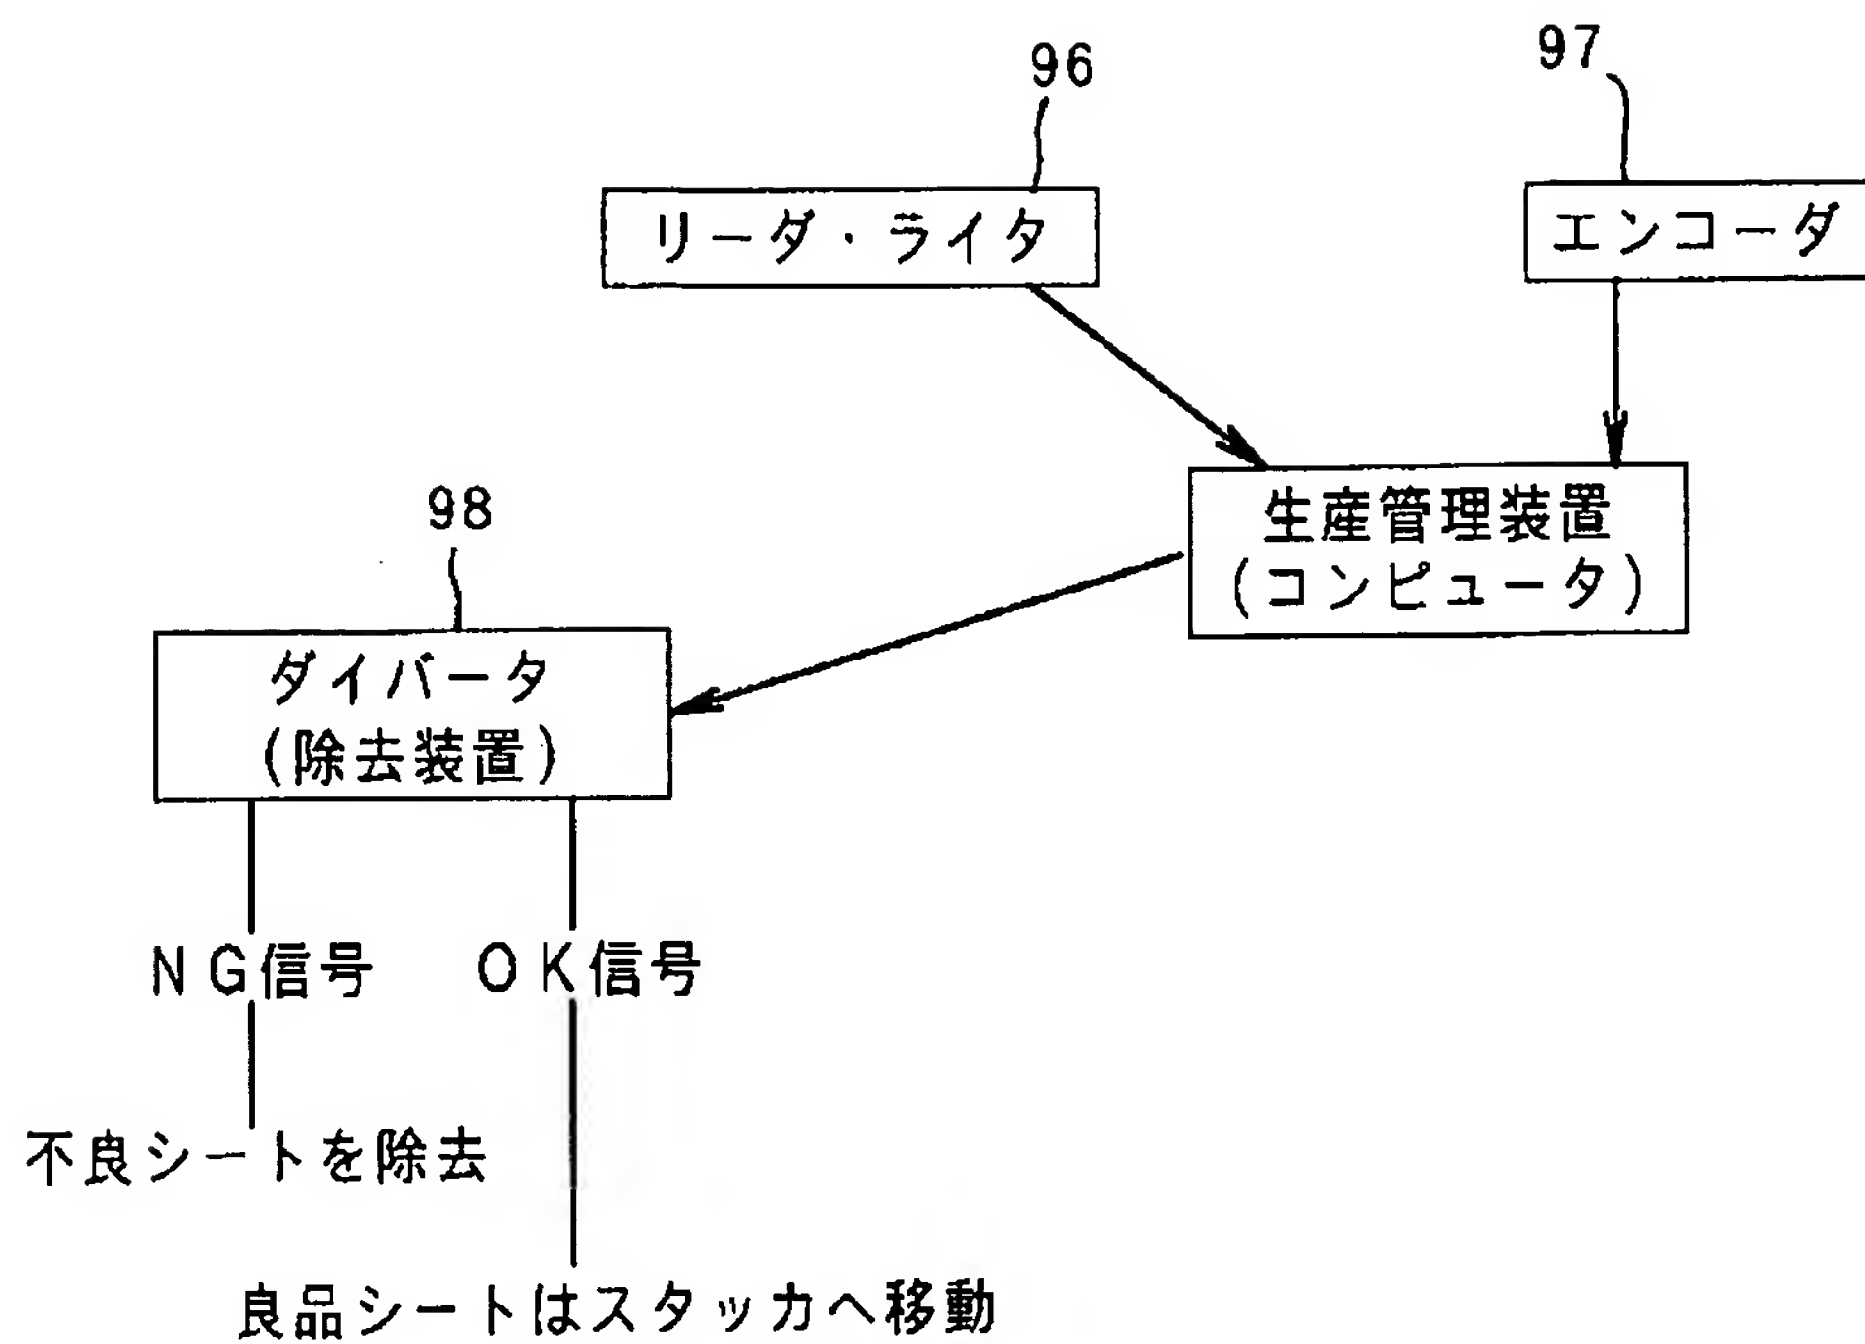 96
97
リーダ・ライタ
エンコーダ
生産管理装置
(コンピュータ)
98
ダイバータ
(除去装置)
NG信号
OK信号
不良シートを除去
良品シートはスタッカへ移動